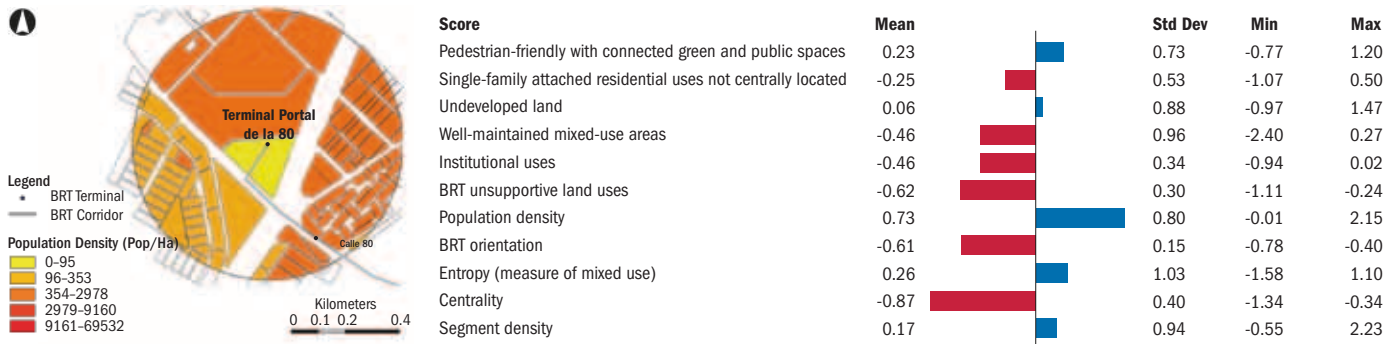 Terminal Portal
de la 80
Calle 80
Legend
BRT Terminal
BRT Corridor
Population Density (Pop/Ha)
0–95
96–353
354–2978
2979–9160
9161–69532
Kilometers
0 0.1 0.2 0.4
Score Mean Std Dev Min Max
Pedestrian-friendly with connected green and public spaces 0.23 0.73 -0.77 1.20
Single-family attached residential uses not centrally located -0.25 0.53 -1.07 0.50
Undeveloped land 0.06 0.88 -0.97 1.47
Well-maintained mixed-use areas -0.46 0.96 -2.40 0.27
Institutional uses -0.46 0.34 -0.94 0.02
BRT unsupportive land uses -0.62 0.30 -1.11 -0.24
Population density 0.73 0.80 -0.01 2.15
BRT orientation -0.61 0.15 -0.78 -0.40
Entropy (measure of mixed use) 0.26 1.03 -1.58 1.10
Centrality -0.87 0.40 -1.34 -0.34
Segment density 0.17 0.94 -0.55 2.23